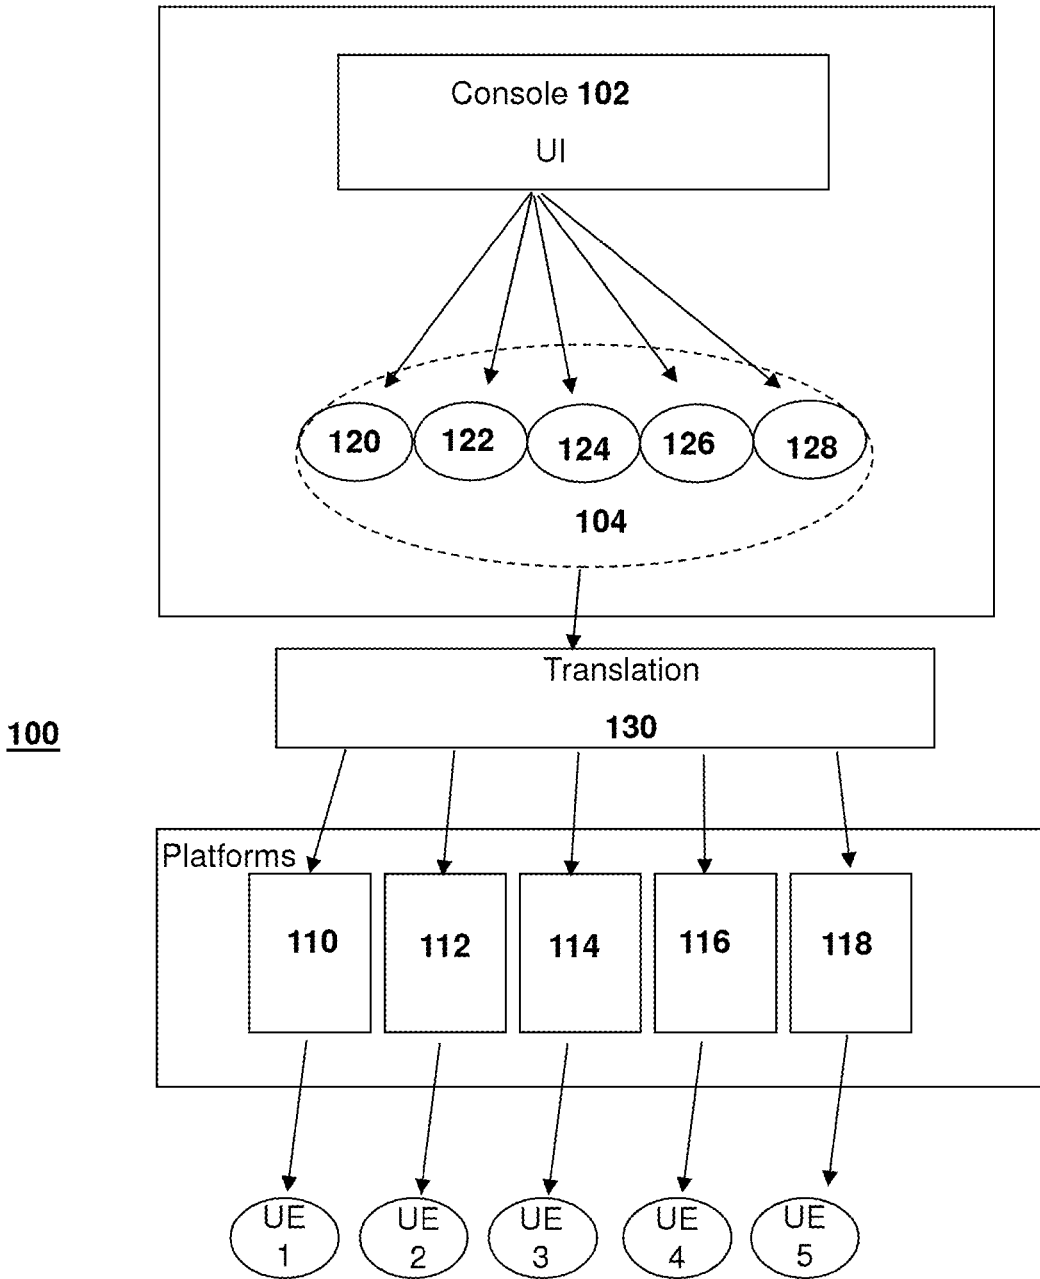 Console 102
UI
120 122 124 126 128
104
Translation
130
100
Platforms
110 112 114 116 118
UE UE UE UE UE
1 2 3 4 5